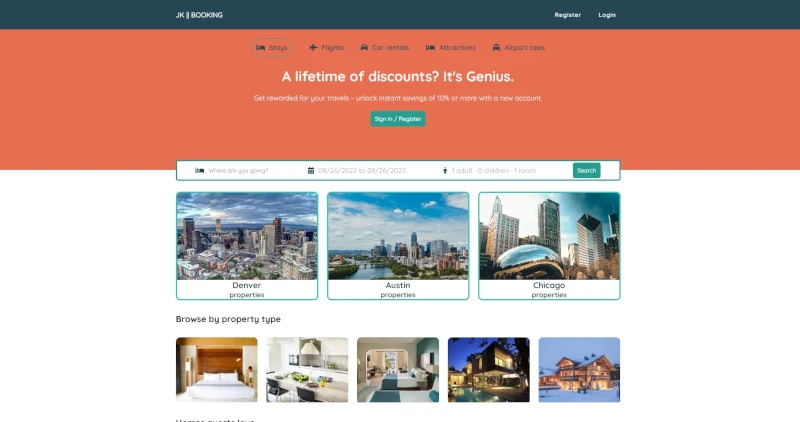 JK || BOOKING
Register
Login
Stays
Flights
Car rentals
Attractions
Airport taxis
A lifetime of discounts? It's Genius.
Get rewarded for your travels – unlock instant savings of 10% or more with a new account.
Sign in / Register
Where are you going?
09/26/2022 to 09/26/2022
1 adult · 0 children · 1 room
Search
Denver
properties
Austin
properties
Chicago
properties
Browse by property type
Homes guests love